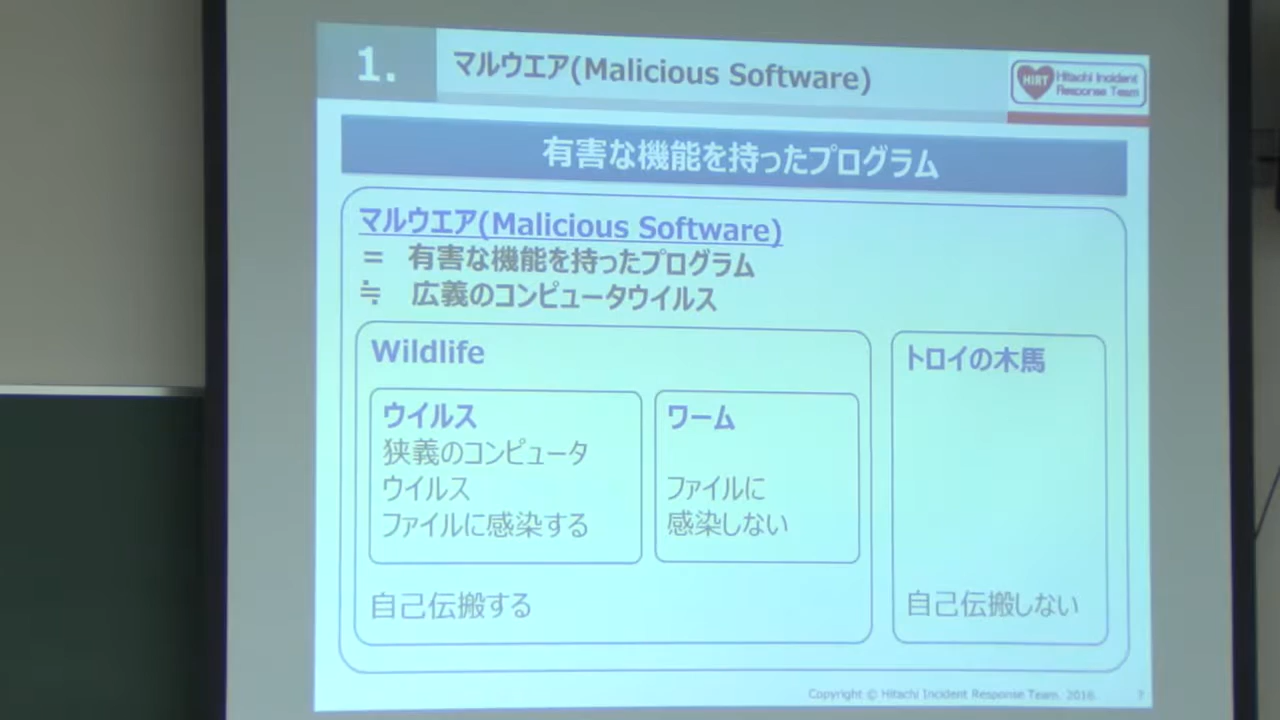 1.
マルウエア(Malicious Software)
HIRT
Hitachi Incident
Response Team
有害な機能を持ったプログラム
マルウエア(Malicious Software)
= 有害な機能を持ったプログラム
≒ 広義のコンピュータウイルス
Wildlife
ウイルス
狭義のコンピュータ
ウイルス
ファイルに感染する
ワーム
ファイルに
感染しない
自己伝搬する
トロイの木馬
自己伝搬しない
Copyright © Hitachi Incident Response Team. 2016.
7